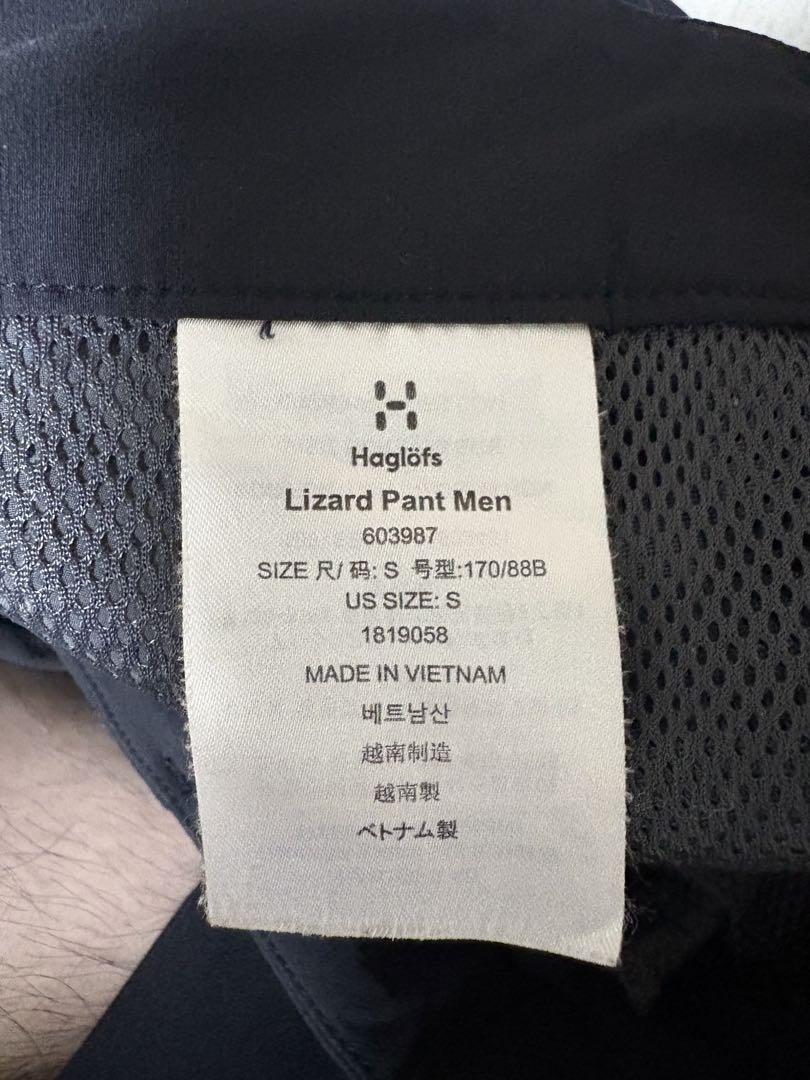 Haglöfs
Lizard Pant Men
603987
SIZE 尺/ 码: S 号型:170/88B
US SIZE: S
1819058
MADE IN VIETNAM
베트남산
越南制造
越南製
ベトナム製